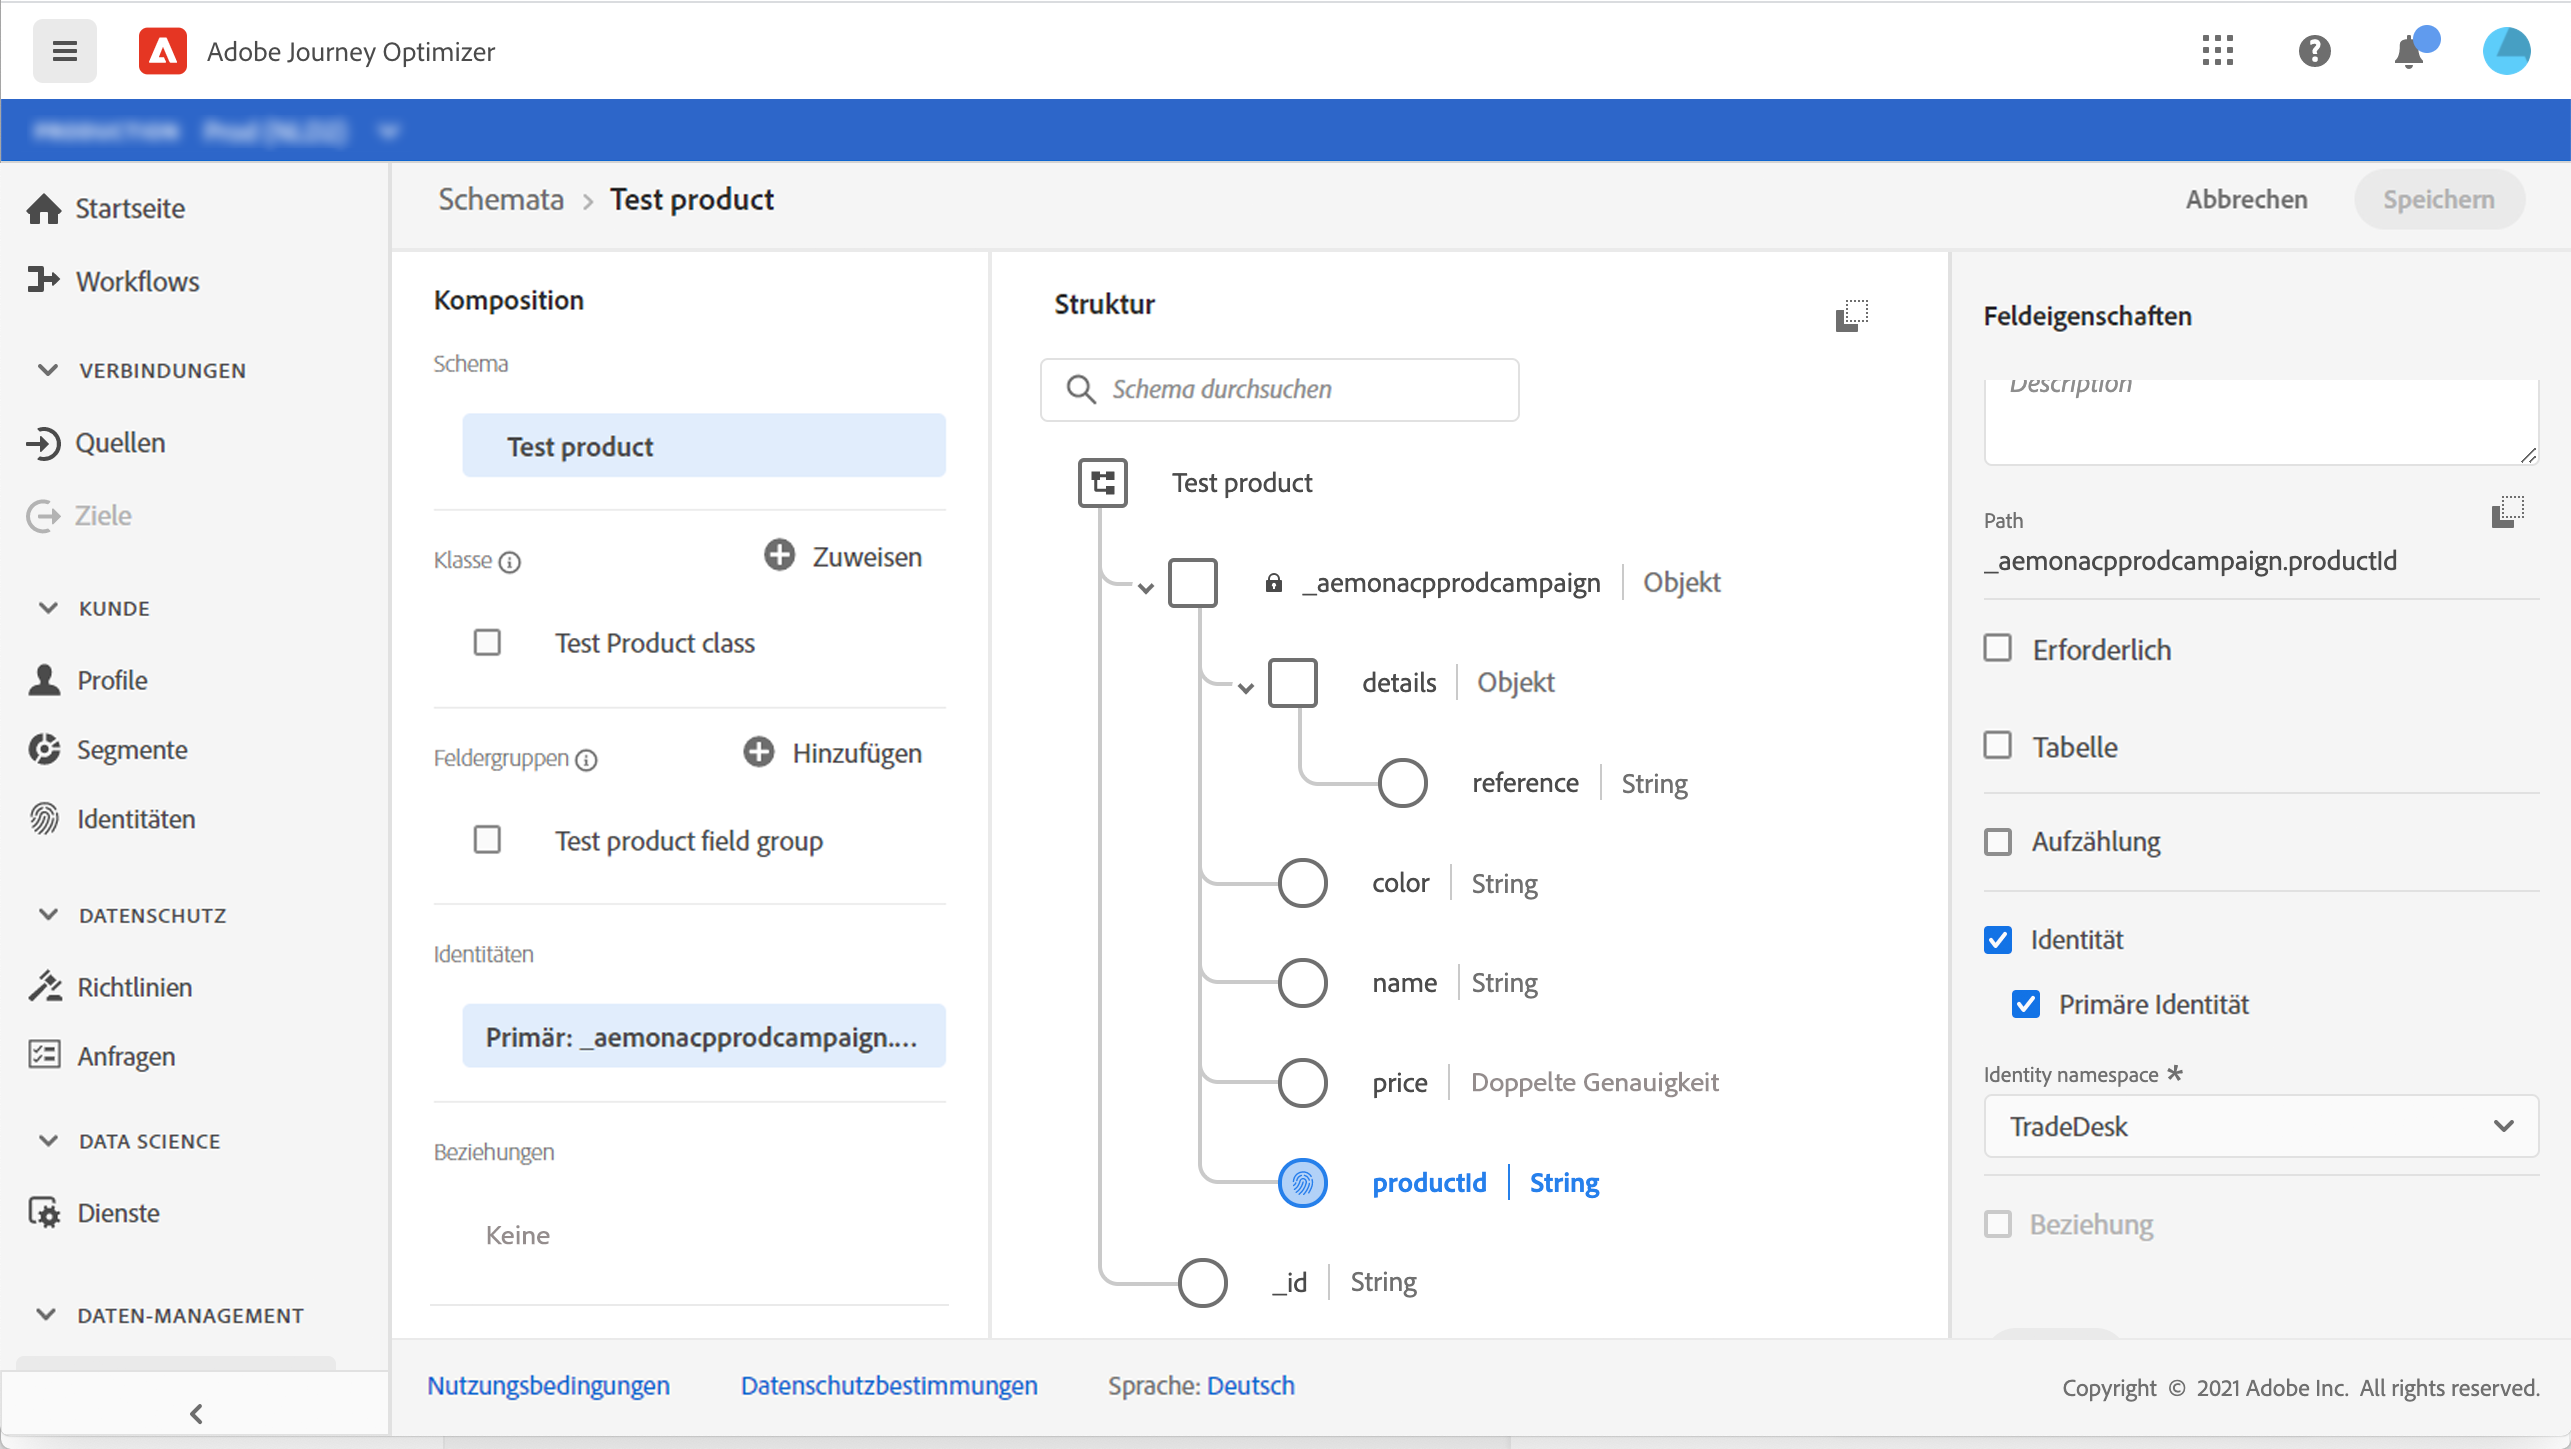 Adobe Journey Optimizer
Startseite
Workflows
VERBINDUNGEN
Quellen
Ziele
KUNDE
Profile
Segmente
Identitäten
DATENSCHUTZ
Richtlinien
Anfragen
DATA SCIENCE
Dienste
DATEN-MANAGEMENT
Schemata > Test product
Abbrechen
Speichern
Komposition
Schema
Test product
Klasse
Zuweisen
Test Product class
Feldergruppen
Hinzufügen
Test product field group
Identitäten
Primär: _aemonacpprodcampaign....
Beziehungen
Keine
Struktur
Schema durchsuchen
Test product
_aemonacpprodcampaign | Objekt
details | Objekt
reference | String
color | String
name | String
price | Doppelte Genauigkeit
productId | String
_id | String
Feldeigenschaften
Description
Path
_aemonacpprodcampaign.productId
Erforderlich
Tabelle
Aufzählung
Identität
Primäre Identität
Identity namespace *
TradeDesk
Beziehung
Nutzungsbedingungen
Datenschutzbestimmungen
Sprache: Deutsch
Copyright © 2021 Adobe Inc. All rights reserved.